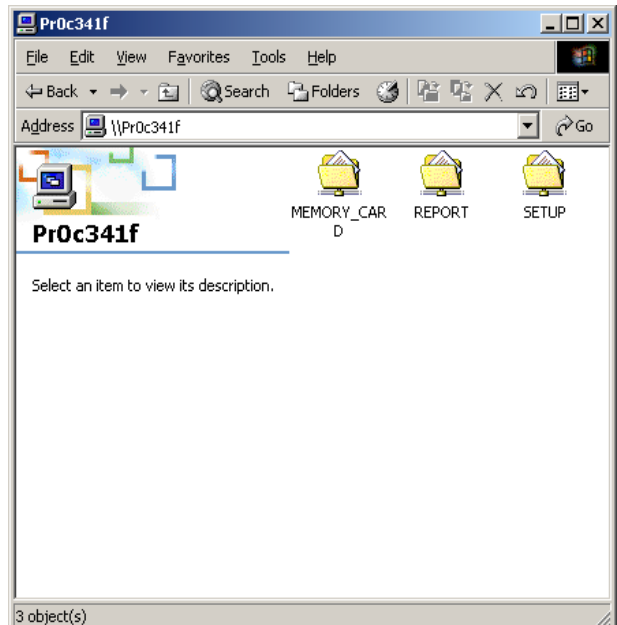 Pr0c341f
File Edit View Favorites Tools Help
Back Search Folders
Address \\Pr0c341f Go
MEMORY_CAR
D
REPORT
SETUP
Pr0c341f
Select an item to view its description.
3 object(s)